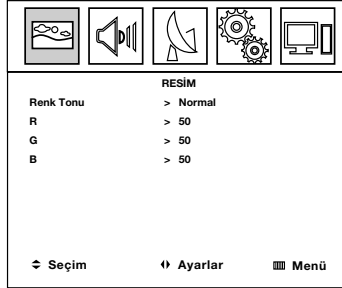 RESİM
Renk Tonu > Normal
R > 50
G > 50
B > 50
Seçim Ayarlar Menü